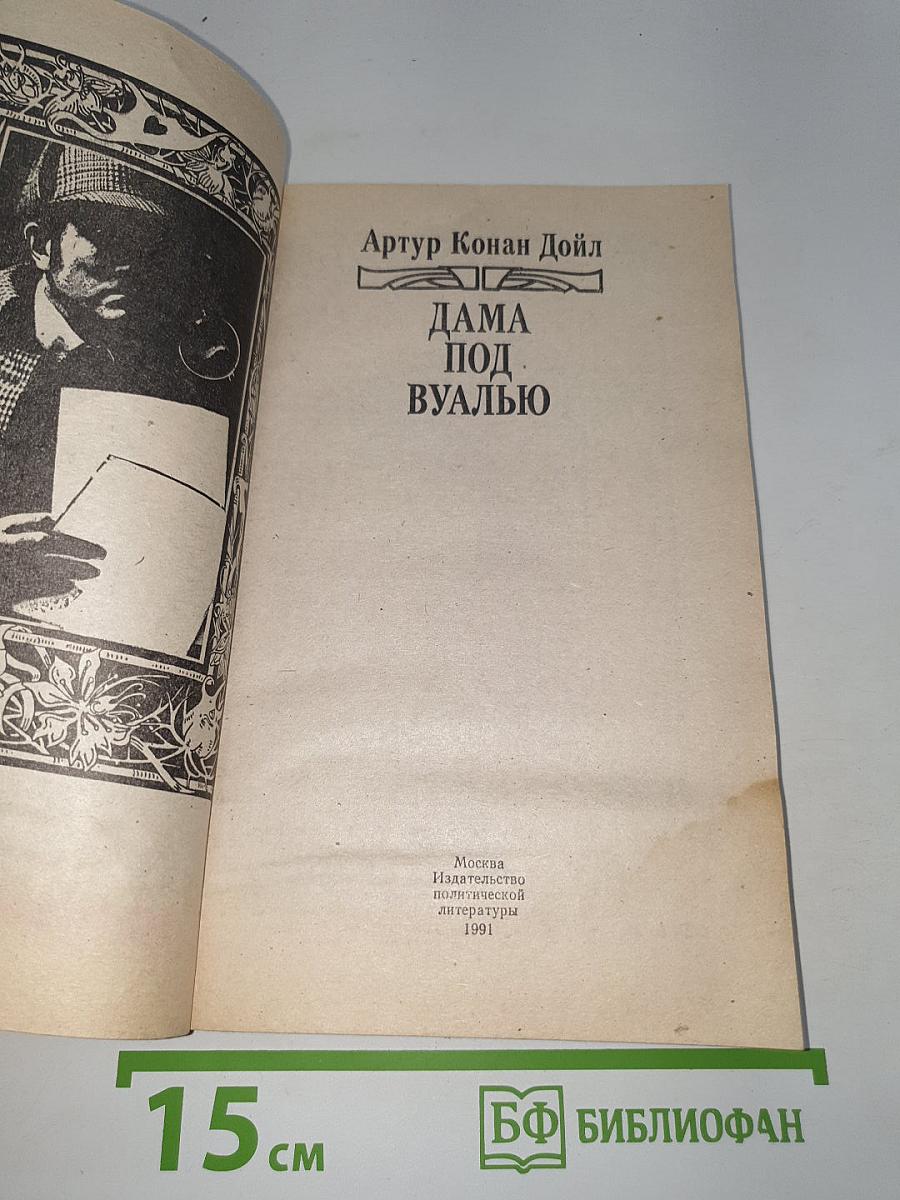 Артур Конан Дойл
ДАМА
ПОД
ВУАЛЬЮ
Москва
Издательство
политической
литературы
1991
15 см
БФ БИБЛИОФАН